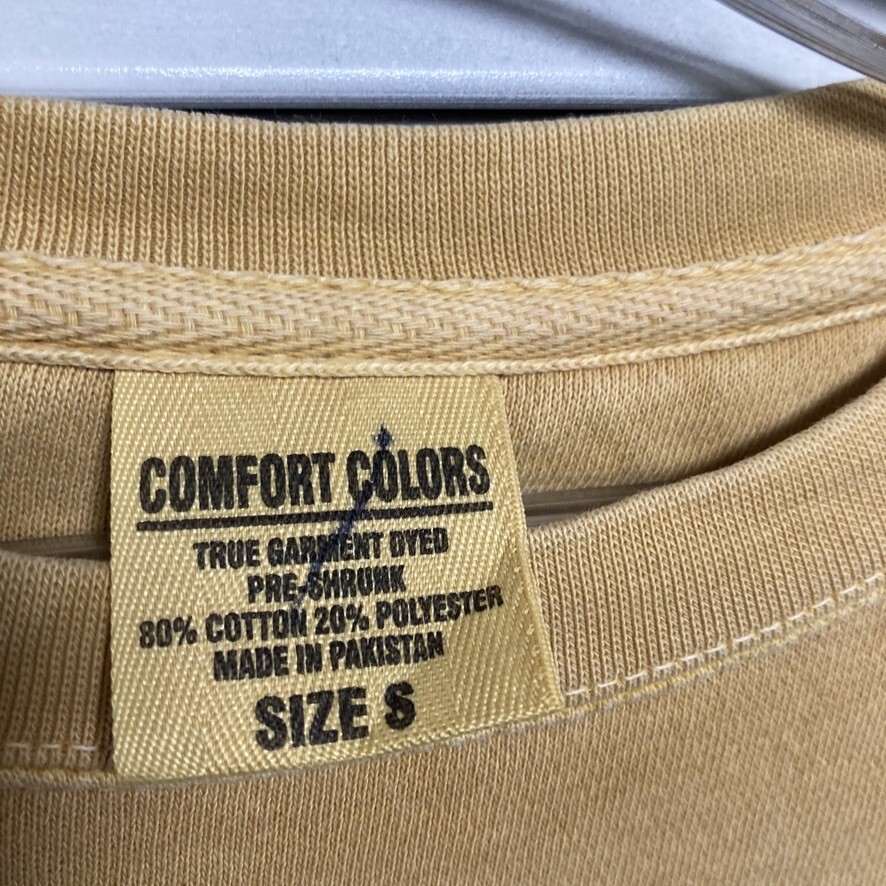 COMFORT COLORS
TRUE GARMENT DYED
PRE-SHRUNK
80% COTTON 20% POLYESTER
MADE IN PAKISTAN
SIZE S